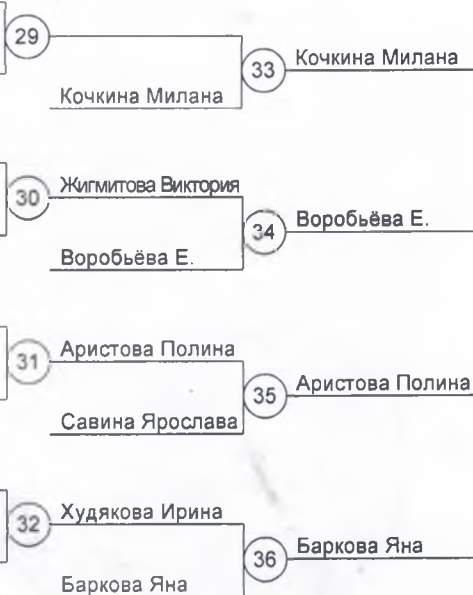 29
33 Кочкина Милана
Кочкина Милана
30 Жигмитова Виктория
34 Воробьёва Е.
Воробьёва Е.
31 Аристова Полина
35 Аристова Полина
Савина Ярослава
32 Худякова Ирина
36 Баркова Яна
Баркова Яна